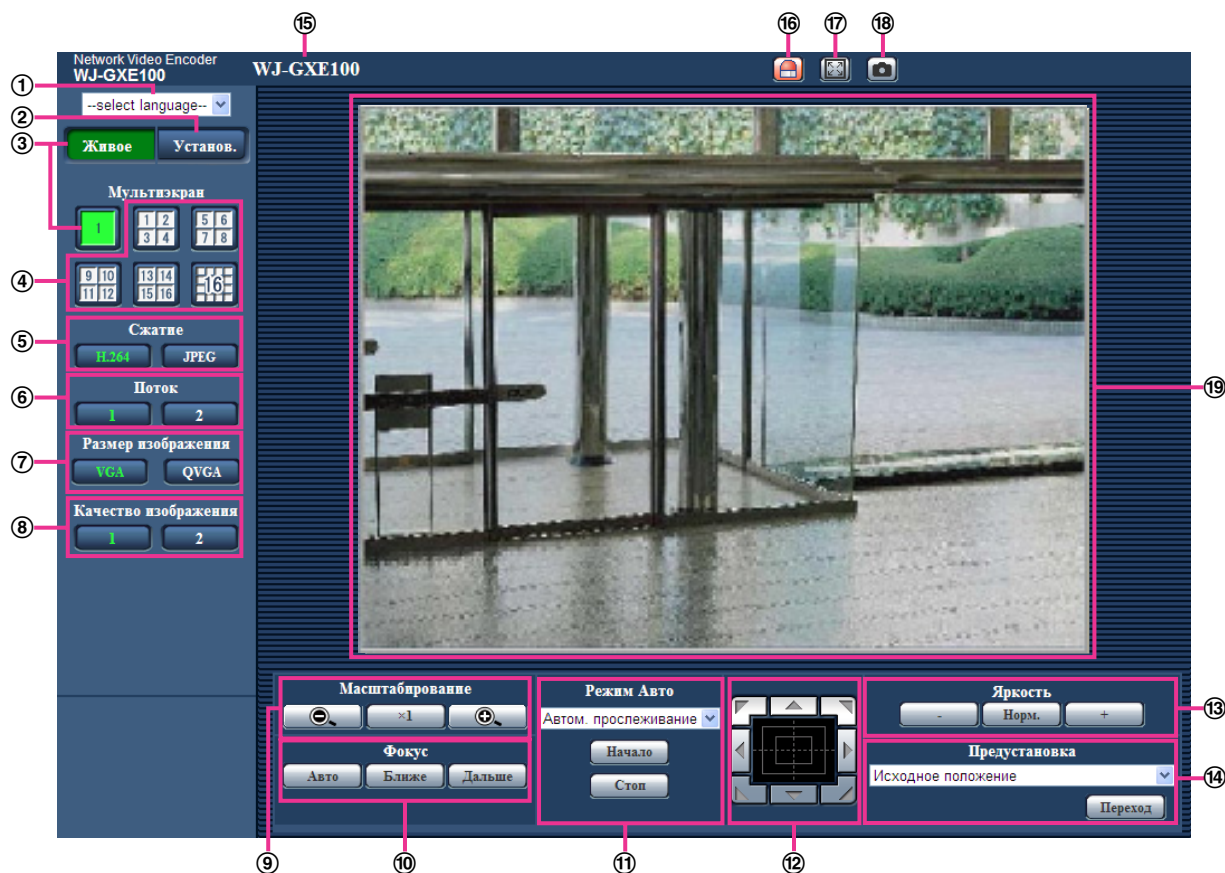 ⑮ ⑯ ⑰ ⑱
Network Video Encoder
WJ-GXE100
WJ-GXE100
①
--select language--
②
③
Живое Установ.
Мультиэкран
1
1 2
3 4
5 6
7 8
④
9 10
11 12
13 14
15 16
16
⑤
Сжатие
H.264 JPEG
⑥
Поток
1 2
⑦
Размер изображения
VGA QVGA
⑧
Качество изображения
1 2
⑲
⑨
Масштабирование
×1
Фокус
Авто Ближе Дальше
⑩
Режим Авто
Автом. прослеживание
Начало
Стоп
⑪
⑫
Яркость
- Норм. +
⑬
Предустановка
Исходное положение
⑭
Переход